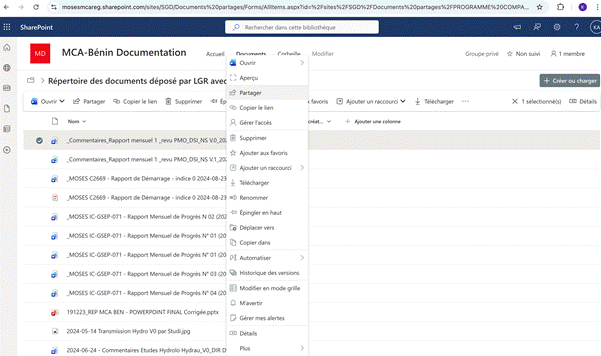 mosesmcareg.sharepoint.com/sites/SGD/Documents%20partages/Forms/AllItems.aspx?id=%2Fsites%2FSGD%2FDocuments%20partages%2FPROGRAMME%20COMPA...
SharePoint
Rechercher dans cette bibliothèque
KA
MD
MCA-Bénin Documentation
Accueil
Documents
Corbeille
Modifier
Groupe privé
Non suivi
1 membre
Répertoire des documents déposé par LGR avec
Créer ou charger
Ouvrir
Partager
Copier le lien
Supprimer
aux favoris
Ajouter un raccourci
Télécharger
1 sélectionné(s)
Détails
Nom
Ajouter une colonne
_Commentaires_Rapport mensuel 1 _revu PMO_DSI_NS V.0_202
_Commentaires_Rapport mensuel 1 _revu PMO_DSI_NS V.1_202
_MOSES C2669 - Rapport de Démarrage - indice 0 2024-08-23
_MOSES C2669 - Rapport de Démarrage - indice 0 2024-08-23
_MOSES IC-GSEP-071 - Rapport Mensuel de Progrès N 02 (202
_MOSES IC-GSEP-071 - Rapport Mensuel de Progrès N° 01 (20
_MOSES IC-GSEP-071 - Rapport Mensuel de Progrès N° 01 (20
_MOSES IC-GSEP-071 - Rapport Mensuel de Progrès N° 03 (20
_MOSES IC-GSEP-071 - Rapport Mensuel de Progrès N° 04 (20
191223_REP MCA BEN - POWERPOINT FINAL Corrigée.pptx
2024-05-14 Transmission Hydro V0 par Studi.jpg
2024-06-24 - Commentaires Etudes Hydrolo Hydrau_V0_DIR D
Ouvrir
Aperçu
Partager
Copier le lien
Gérer l'accès
Supprimer
Ajouter aux favoris
Ajouter un raccourci
Télécharger
Renommer
Épingler en haut
Déplacer vers
Copier dans
Automatiser
Historique des versions
Modifier en mode grille
M'avertir
Gérer mes alertes
Détails
Plus